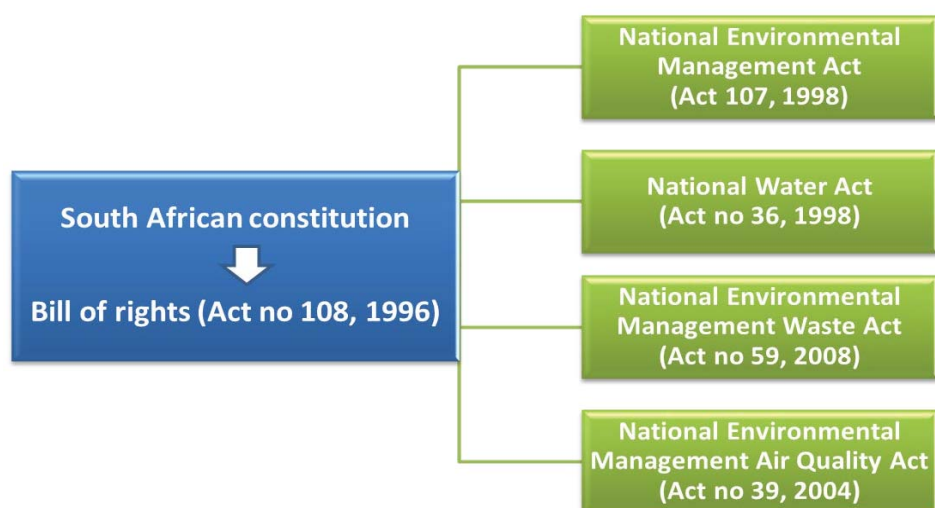 South African constitution
Bill of rights (Act no 108, 1996)
National Environmental
Management Act
(Act 107, 1998)
National Water Act
(Act no 36, 1998)
National Environmental
Management Waste Act
(Act no 59, 2008)
National Environmental
Management Air Quality Act
(Act no 39, 2004)